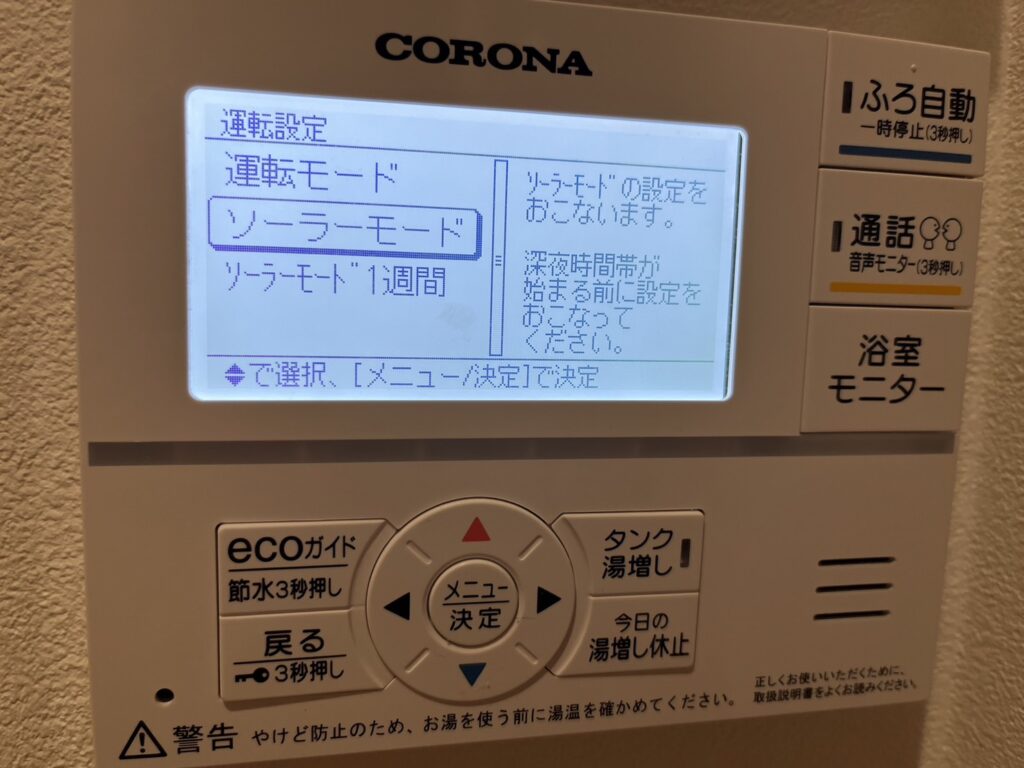 CORONA
運転設定
運転モード
ソーラーモード
ソーラーモード1週間
ソーラーモードの設定を
おこないます。
深夜時間帯が
始まる前に設定を
おこなって
ください。
で選択、[メニュー/決定]で決定
ふろ自動
一時停止(3秒押し)
通話
音声モニター(3秒押し)
浴室
モニター
ecoガイド
節水3秒押し
戻る
3秒押し
メニュー
決定
タンク
湯増し
今日の
湯増し休止
警告 やけど防止のため、お湯を使う前に湯温を確かめてください。
正しくお使いいただくために、
取扱説明書をよくお読みください。